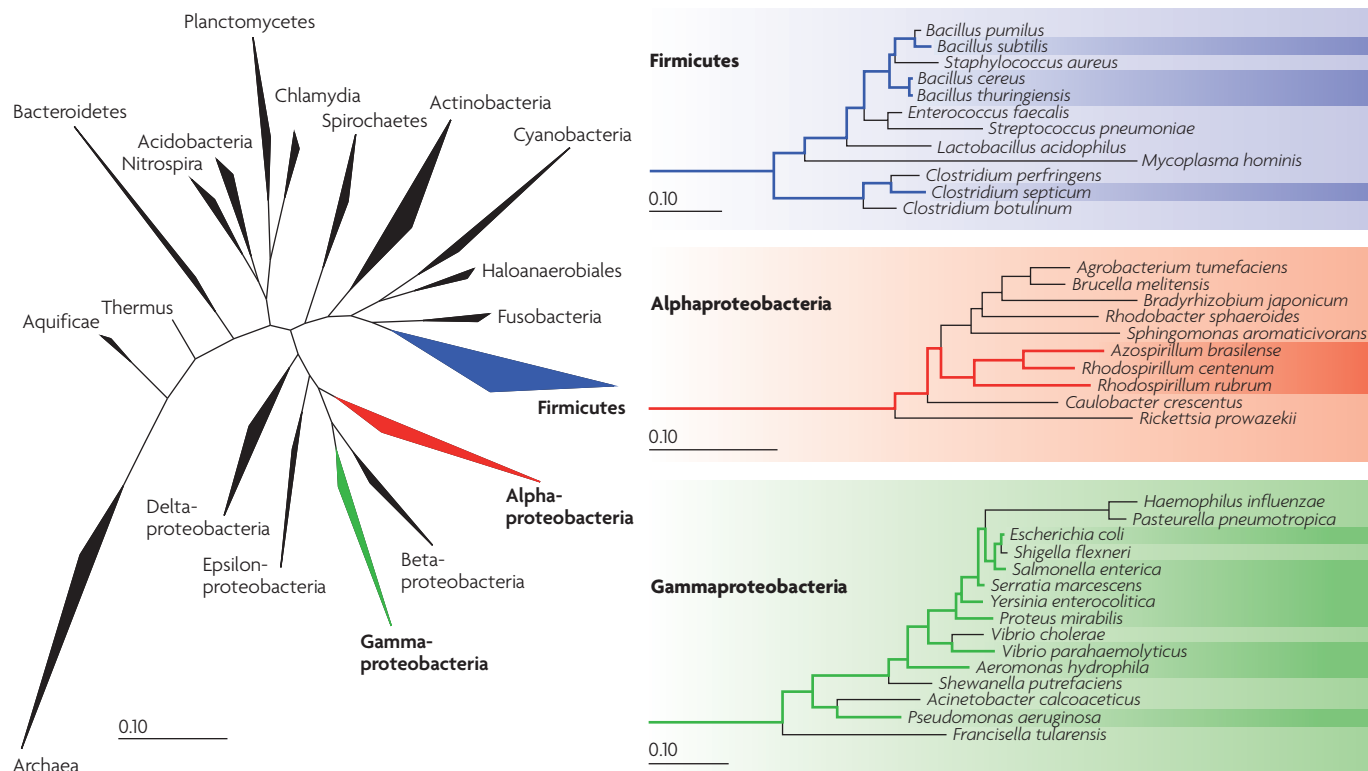 Planctomycetes
Chlamydia
Bacteroidetes
Actinobacteria
Spirochaetes
Cyanobacteria
Acidobacteria
Nitrospira
Haloanaerobiales
Thermus
Aquificae
Fusobacteria
Firmicutes
Alpha-
proteobacteria
Delta-
proteobacteria
Epsilon-
proteobacteria
Beta-
proteobacteria
Gamma-
proteobacteria
0.10
Archaea
Firmicutes
Bacillus pumilus
Bacillus subtilis
Staphylococcus aureus
Bacillus cereus
Bacillus thuringiensis
Enterococcus faecalis
Streptococcus pneumoniae
Lactobacillus acidophilus
Mycoplasma hominis
Clostridium perfringens
Clostridium septicum
Clostridium botulinum
0.10
Alphaproteobacteria
Agrobacterium tumefaciens
Brucella melitensis
Bradyrhizobium japonicum
Rhodobacter sphaeroides
Sphingomonas aromaticivorans
Azospirillum brasilense
Rhodospirillum centenum
Rhodospirillum rubrum
Caulobacter crescentus
Rickettsia prowazekii
0.10
Gammaproteobacteria
Haemophilus influenzae
Pasteurella pneumotropica
Escherichia coli
Shigella flexneri
Salmonella enterica
Serratia marcescens
Yersinia enterocolitica
Proteus mirabilis
Vibrio cholerae
Vibrio parahaemolyticus
Aeromonas hydrophila
Shewanella putrefaciens
Acinetobacter calcoaceticus
Pseudomonas aeruginosa
Francisella tularensis
0.10